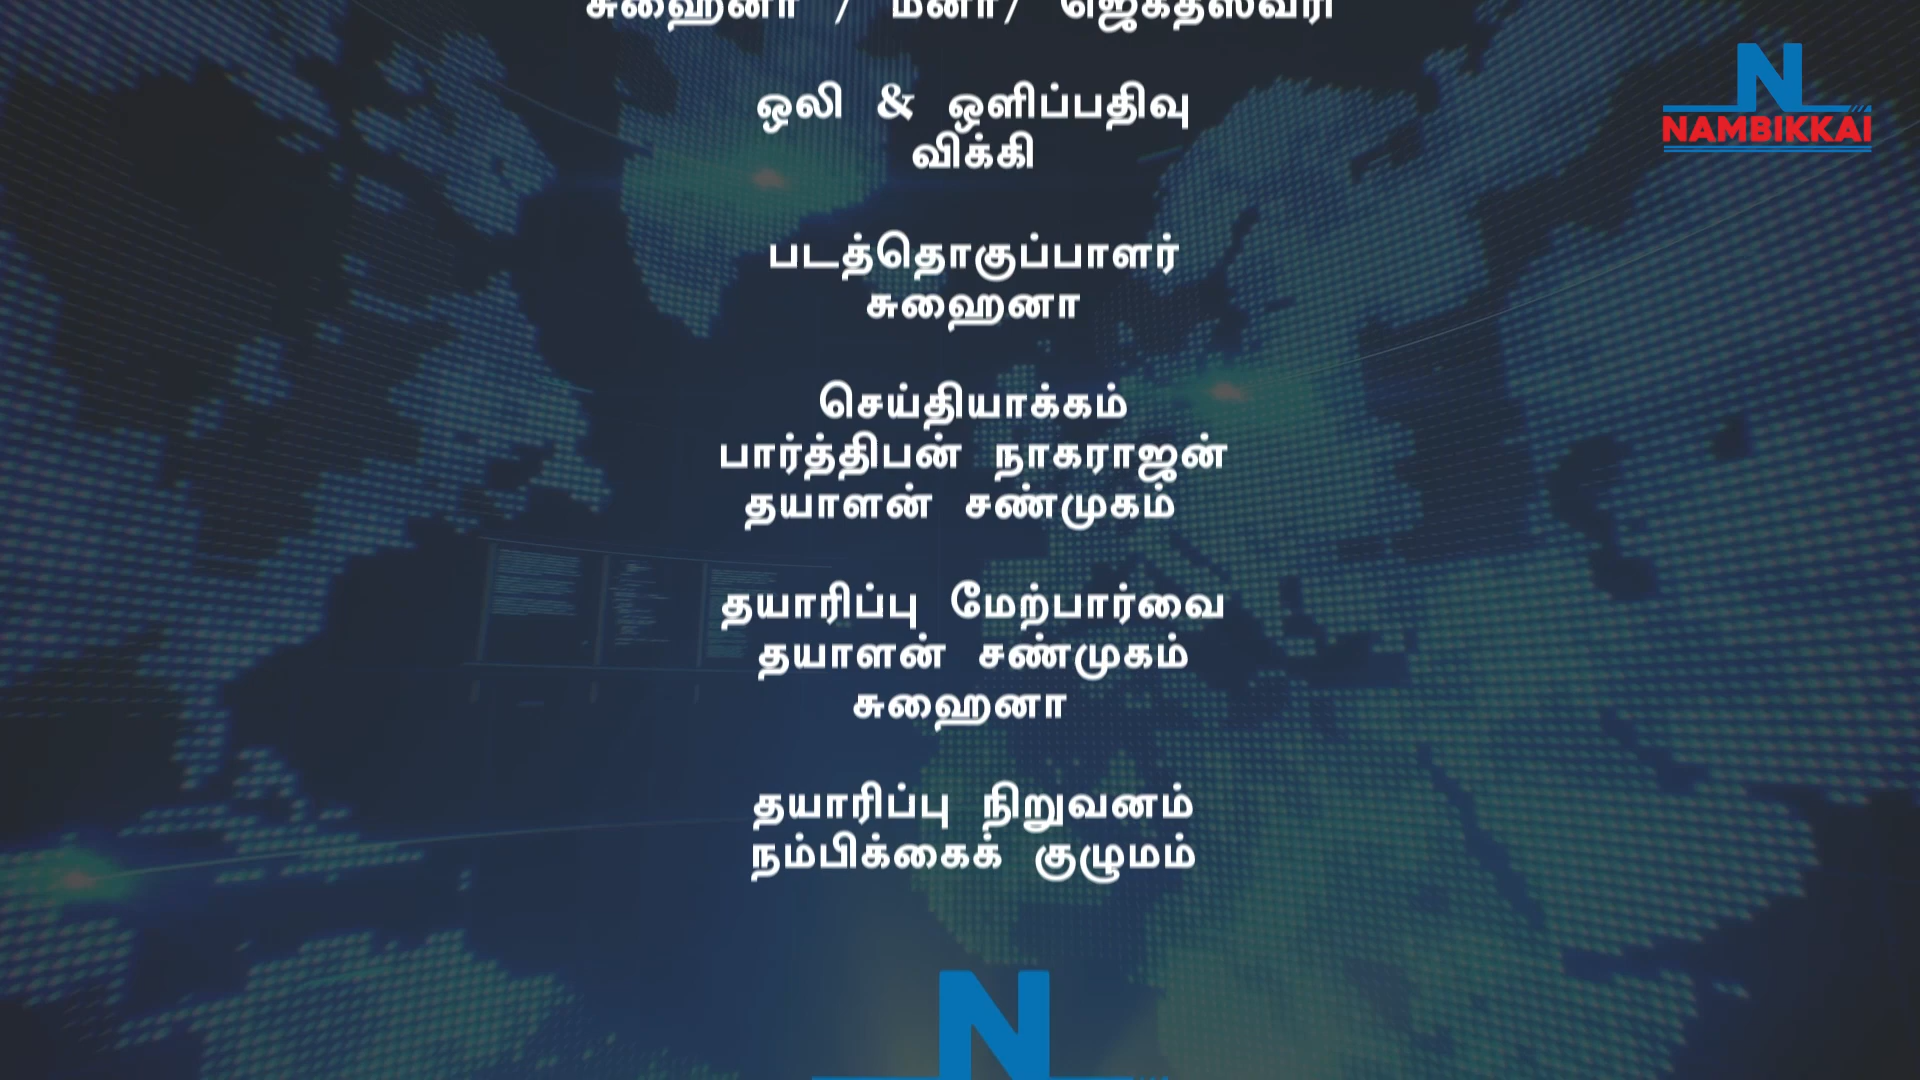 சுஹைனா /
ஒலி & ஒளிப்பதிவு
விக்கி
NAMBIKKAI
படத்தொகுப்பாளர்
சுஹைனா
செய்தியாக்கம்
பார்த்திபன் நாகராஜன்
தயாளன் சண்முகம்
தயாரிப்பு மேற்பார்வை
தயாளன் சண்முகம்
சுஹைனா
தயாரிப்பு நிறுவனம்
நம்பிக்கைக் குழுமம்